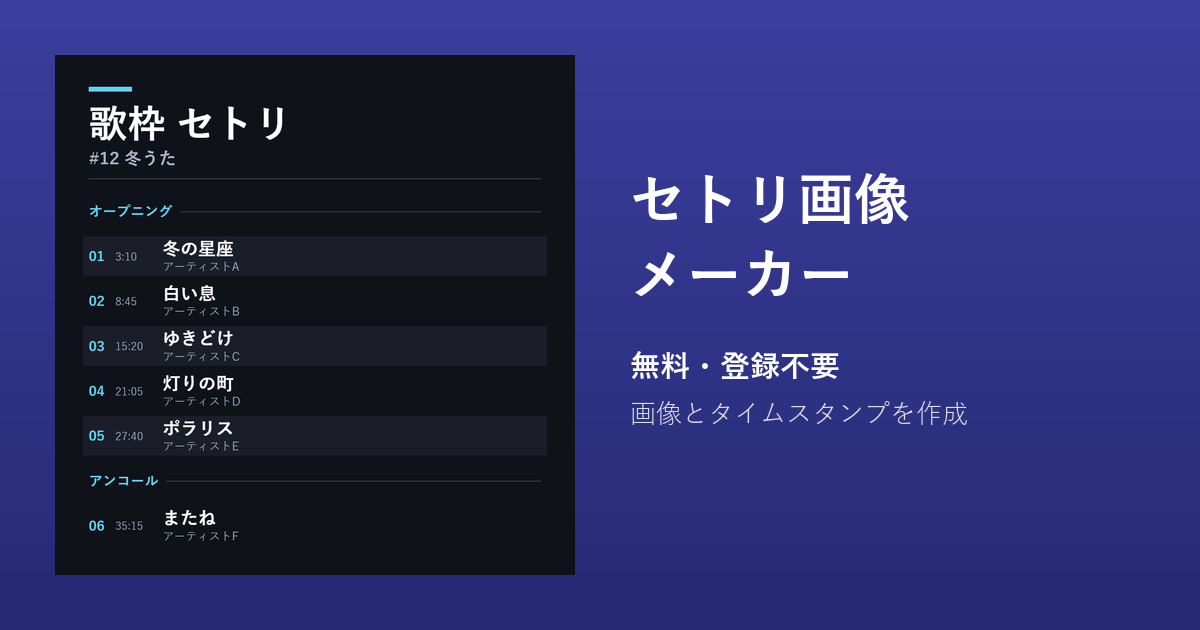 歌枠 セトリ
#12 冬うた
オープニング
01 3:10 冬の星座
アーティストA
02 8:45 白い息
アーティストB
03 15:20 ゆきどけ
アーティストC
04 21:05 灯りの町
アーティストD
05 27:40 ポラリス
アーティストE
アンコール
06 35:15 またね
アーティストF
セトリ画像
メーカー
無料・登録不要
画像とタイムスタンプを作成